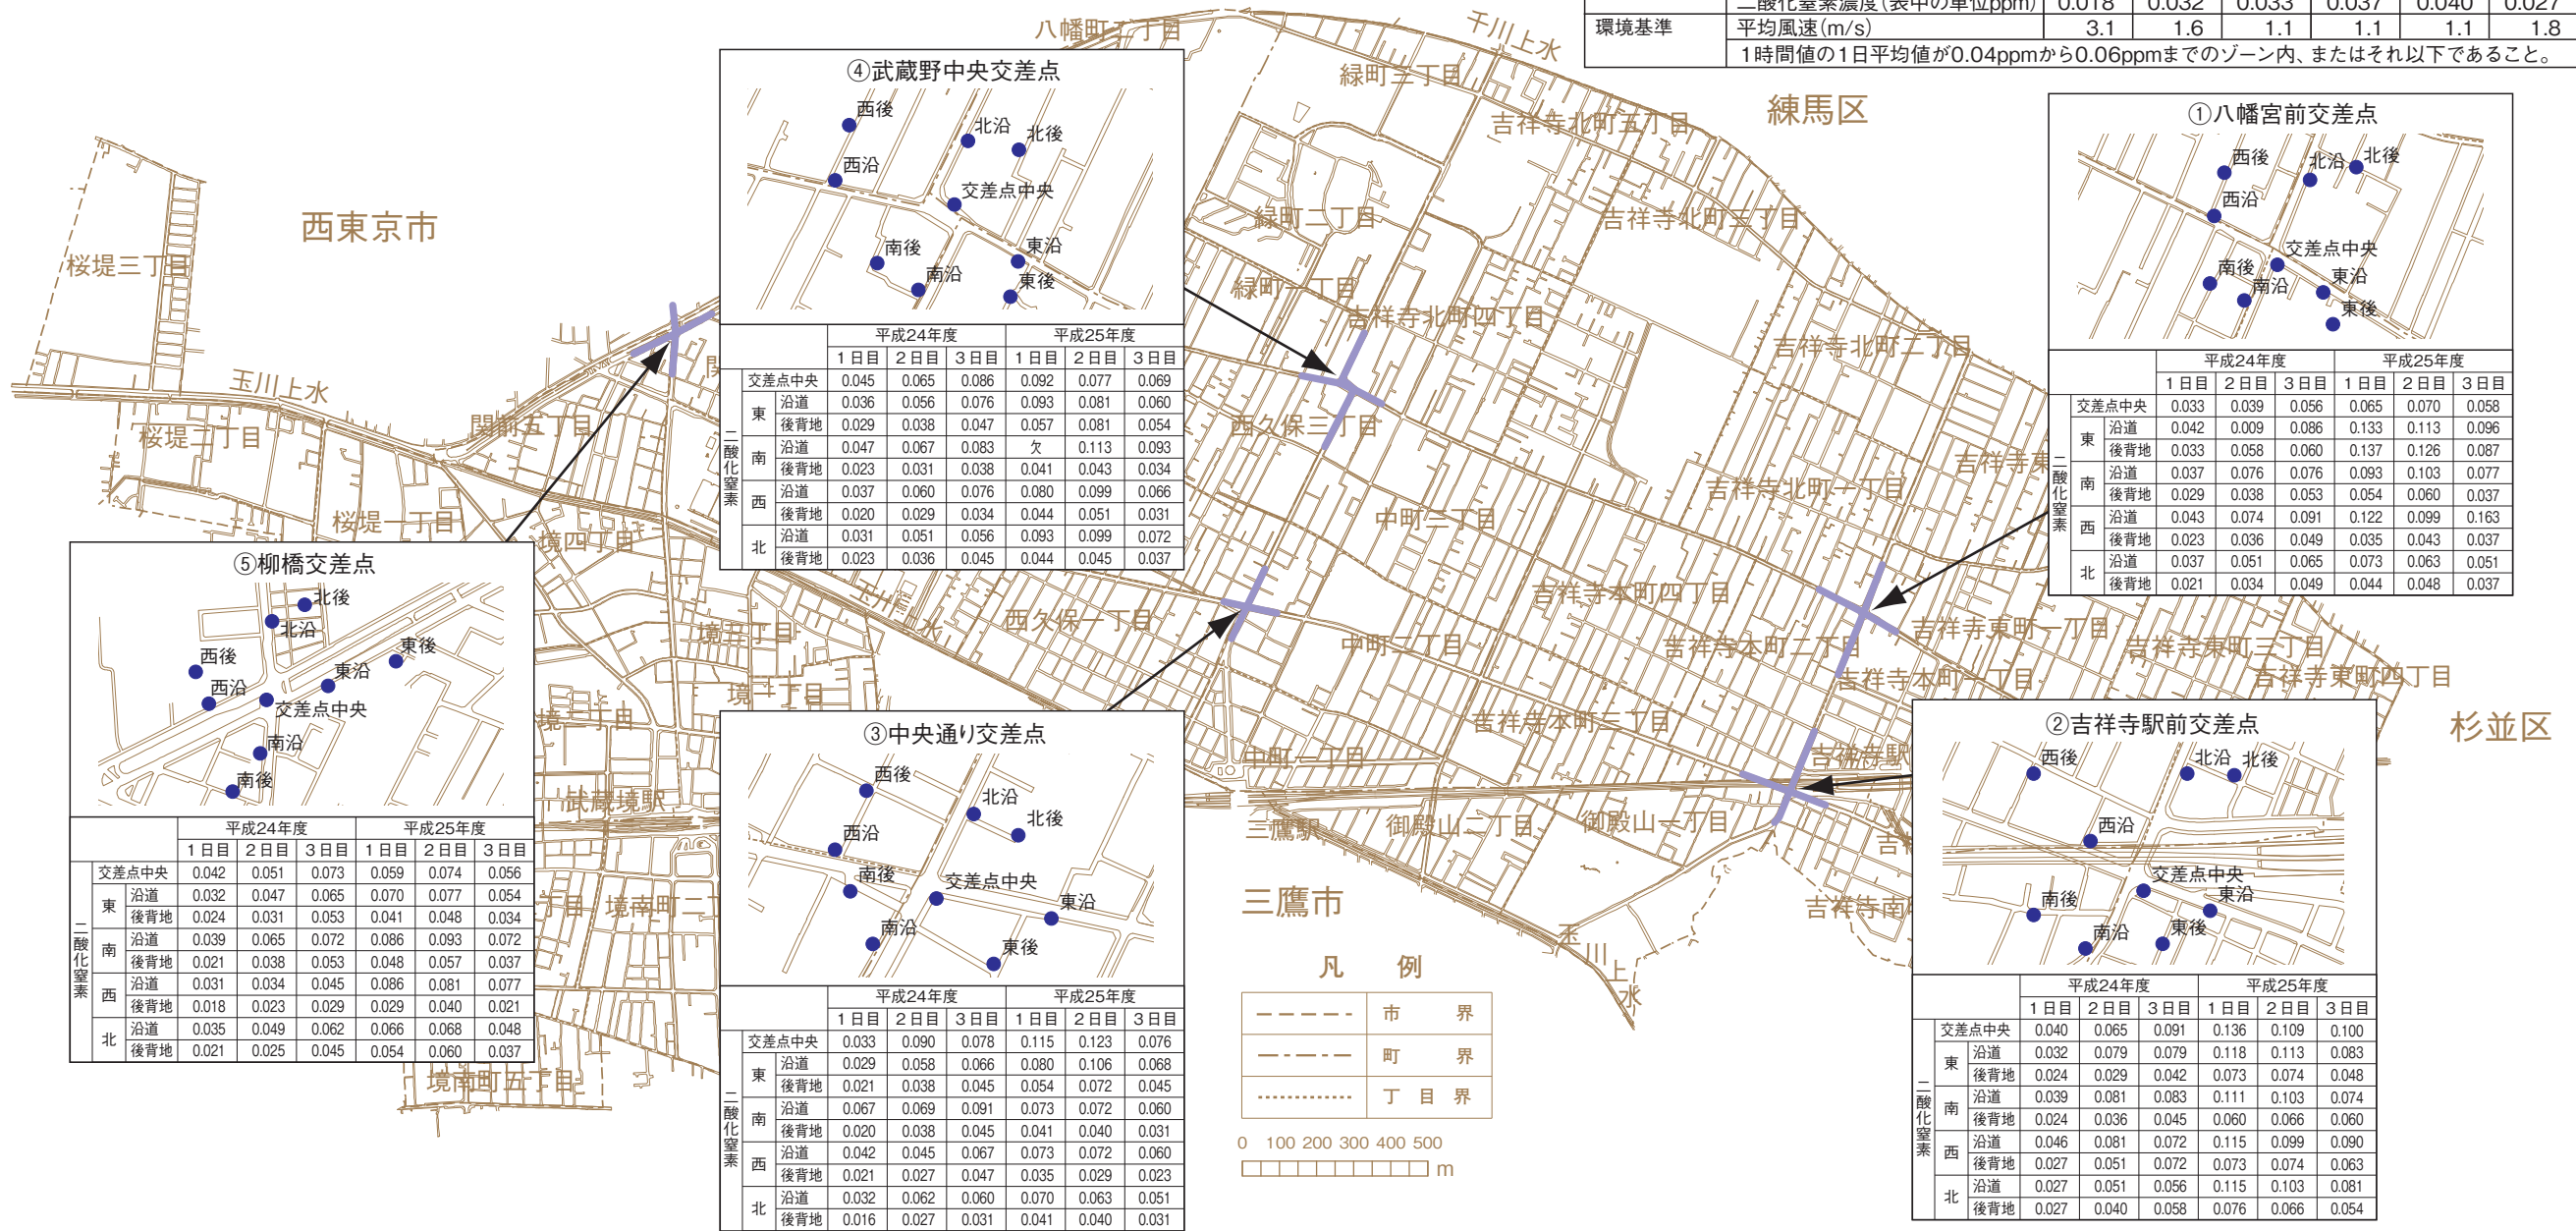 二酸化窒素濃度(表中の単位ppm) 0.018 0.032 0.033 0.037 0.040 0.027
環境基準 平均風速(m/s) 3.1 1.6 1.1 1.1 1.1 1.8
1時間値の1日平均値が0.04ppmから0.06ppmまでのゾーン内、またはそれ以下であること。
八幡町二丁目
千川上水
緑町三丁目
吉祥寺北町五丁目
練馬区
西東京市
桜堤三丁目
緑町二丁目
吉祥寺北町三丁目
緑町一丁目
吉祥寺北町四丁目
吉祥寺北町二丁目
玉川上水
桜堤二丁目
関前五丁目
西久保三丁目
吉祥寺北町一丁目
桜堤一丁目
境四丁目
中町三丁目
玉川上水
西久保一丁目
吉祥寺本町四丁目
境三丁目
中町二丁目
吉祥寺本町二丁目
吉祥寺東町一丁目
吉祥寺東町三丁目
吉祥寺本町一丁目
吉祥寺東町四丁目
境一丁目
境二丁目
吉祥寺本町三丁目
杉並区
中町一丁目
吉祥寺駅
武蔵境駅
三鷹駅
御殿山二丁目
御殿山一丁目
三鷹市
境南町二丁目
吉祥寺南
玉川上水
境南町五丁目
④武蔵野中央交差点
西後
北沿
北後
西沿
交差点中央
南後
東沿
南沿
東後
平成24年度 平成25年度
1日目 2日目 3日目 1日目 2日目 3日目
二酸化窒素
交差点中央 0.045 0.065 0.086 0.092 0.077 0.069
東 沿道 0.036 0.056 0.076 0.093 0.081 0.060
後背地 0.029 0.038 0.047 0.057 0.081 0.054
南 沿道 0.047 0.067 0.083 欠 0.113 0.093
後背地 0.023 0.031 0.038 0.041 0.043 0.034
西 沿道 0.037 0.060 0.076 0.080 0.099 0.066
後背地 0.020 0.029 0.034 0.044 0.051 0.031
北 沿道 0.031 0.051 0.056 0.093 0.099 0.072
後背地 0.023 0.036 0.045 0.044 0.045 0.037
①八幡宮前交差点
西後
北沿
北後
西沿
交差点中央
南後
東沿
南沿
東後
平成24年度 平成25年度
1日目 2日目 3日目 1日目 2日目 3日目
二酸化窒素
交差点中央 0.033 0.039 0.056 0.065 0.070 0.058
東 沿道 0.042 0.009 0.086 0.133 0.113 0.096
後背地 0.033 0.058 0.060 0.137 0.126 0.087
南 沿道 0.037 0.076 0.076 0.093 0.103 0.077
後背地 0.029 0.038 0.053 0.054 0.060 0.037
西 沿道 0.043 0.074 0.091 0.122 0.099 0.163
後背地 0.023 0.036 0.049 0.035 0.043 0.037
北 沿道 0.037 0.051 0.065 0.073 0.063 0.051
後背地 0.021 0.034 0.049 0.044 0.048 0.037
⑤柳橋交差点
北後
北沿
西後
東後
西沿
東沿
交差点中央
南沿
南後
平成24年度 平成25年度
1日目 2日目 3日目 1日目 2日目 3日目
二酸化窒素
交差点中央 0.042 0.051 0.073 0.059 0.074 0.056
東 沿道 0.032 0.047 0.065 0.070 0.077 0.054
後背地 0.024 0.031 0.053 0.041 0.048 0.034
南 沿道 0.039 0.065 0.072 0.086 0.093 0.072
後背地 0.021 0.038 0.053 0.048 0.057 0.037
西 沿道 0.031 0.034 0.045 0.086 0.081 0.077
後背地 0.018 0.023 0.029 0.029 0.040 0.021
北 沿道 0.035 0.049 0.062 0.066 0.068 0.048
後背地 0.021 0.025 0.045 0.054 0.060 0.037
③中央通り交差点
西後
北沿
北後
西沿
南後
交差点中央
東沿
南沿
東後
平成24年度 平成25年度
1日目 2日目 3日目 1日目 2日目 3日目
二酸化窒素
交差点中央 0.033 0.090 0.078 0.115 0.123 0.076
東 沿道 0.029 0.058 0.066 0.080 0.106 0.068
後背地 0.021 0.038 0.045 0.054 0.072 0.045
南 沿道 0.067 0.069 0.091 0.073 0.072 0.060
後背地 0.020 0.038 0.045 0.041 0.040 0.031
西 沿道 0.042 0.045 0.067 0.073 0.072 0.060
後背地 0.021 0.027 0.047 0.035 0.029 0.023
北 沿道 0.032 0.062 0.060 0.070 0.063 0.051
後背地 0.016 0.027 0.031 0.041 0.040 0.031
②吉祥寺駅前交差点
西後
北沿
北後
西沿
交差点中央
東沿
南後
南沿
東後
平成24年度 平成25年度
1日目 2日目 3日目 1日目 2日目 3日目
二酸化窒素
交差点中央 0.040 0.065 0.091 0.136 0.109 0.100
東 沿道 0.032 0.079 0.079 0.118 0.113 0.083
後背地 0.024 0.029 0.042 0.073 0.074 0.048
南 沿道 0.039 0.081 0.083 0.111 0.103 0.074
後背地 0.024 0.036 0.045 0.060 0.066 0.060
西 沿道 0.046 0.081 0.072 0.115 0.099 0.090
後背地 0.027 0.051 0.072 0.073 0.074 0.063
北 沿道 0.027 0.051 0.056 0.115 0.103 0.081
後背地 0.027 0.040 0.058 0.076 0.066 0.054
凡 例
市 界
町 界
丁 目 界
0 100 200 300 400 500
m